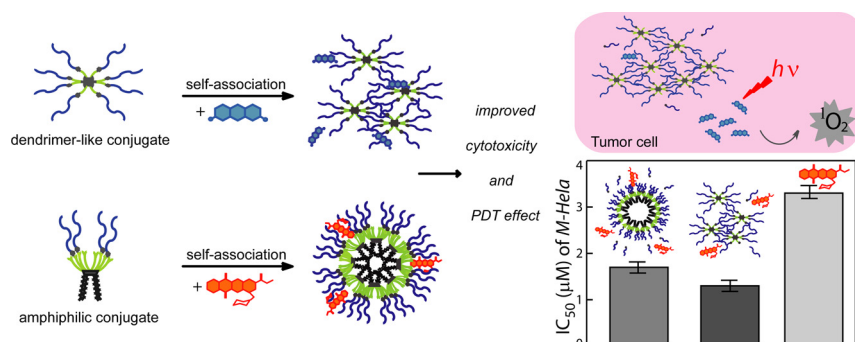 dendrimer-like conjugate
self-association
+
amphiphilic conjugate
self-association
+
improved
cytotoxicity
and
PDT effect
hν
¹O₂
Tumor cell
IC₅₀ (μM) of M-Hela
4
3
2
1
0